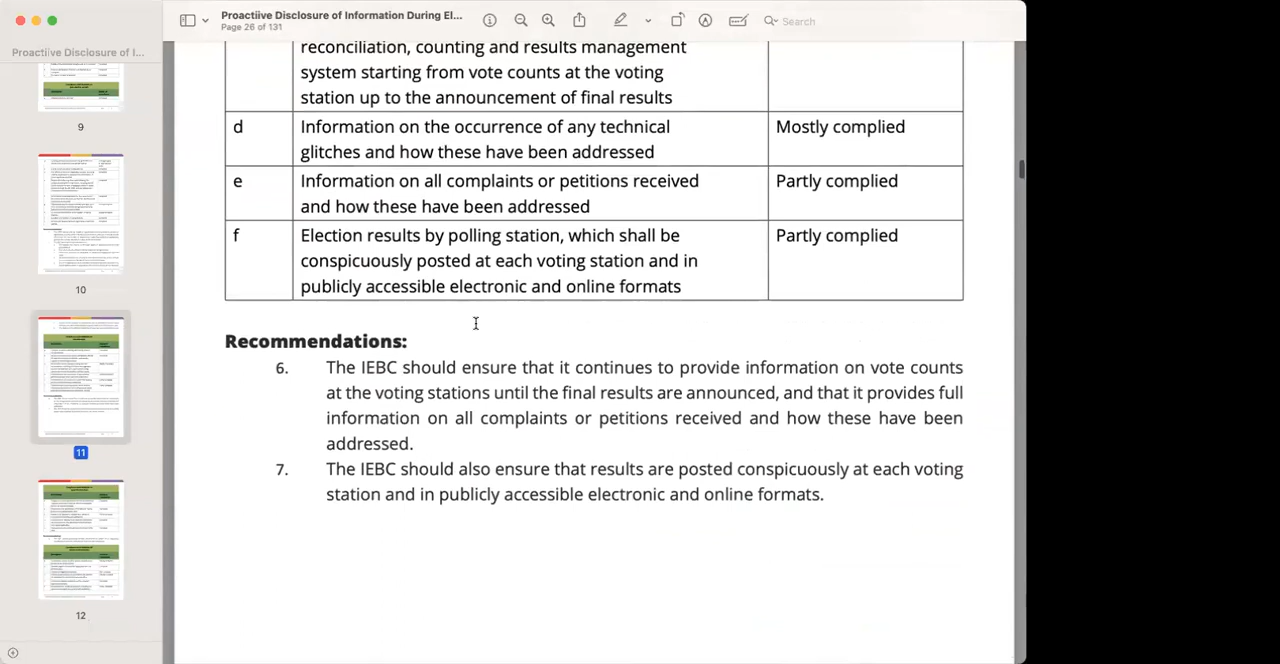 Proactiive Disclosure of Information During El...
Page 26 of 131
Search
Proactiive Disclosure of I...
9
10
11
12
reconciliation, counting and results management
system starting from vote counts at the voting
station up to the announcement of final results
d Information on the occurrence of any technical Mostly complied
glitches and how these have been addressed
Information on all complaints or petitions received Partly complied
and how these have been addressed
f which shall be Partly complied
conspicuously posted at each voting station and in
publicly accessible electronic and online formats
Recommendations:
6. The IEBC should ensure that it continues to provide information on vote counts
at the voting station until the final results are announced, and that it provides full
information on all complaints or petitions received and how these have been
addressed.
7. The IEBC should also ensure that results are posted conspicuously at each voting
station and in publicly accessible electronic and online formats.